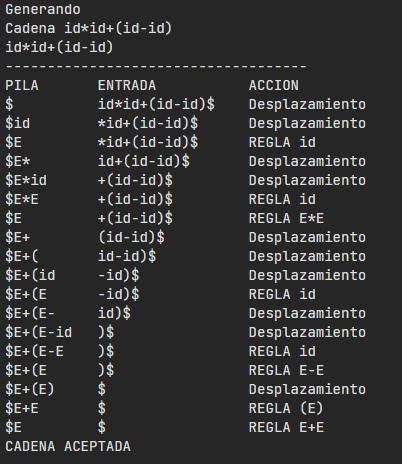 Generando
Cadena id*id+(id-id)
id*id+(id-id)
------------------------------------
PILA       ENTRADA           ACCION
$          id*id+(id-id)$    Desplazamiento
$id        *id+(id-id)$      Desplazamiento
$E         *id+(id-id)$      REGLA id
$E*        id+(id-id)$       Desplazamiento
$E*id      +(id-id)$         Desplazamiento
$E*E       +(id-id)$         REGLA id
$E         +(id-id)$         REGLA E*E
$E+        (id-id)$          Desplazamiento
$E+(       id-id)$           Desplazamiento
$E+(id     -id)$             Desplazamiento
$E+(E      -id)$             REGLA id
$E+(E-     id)$              Desplazamiento
$E+(E-id   )$                Desplazamiento
$E+(E-E    )$                REGLA id
$E+(E      )$                REGLA E-E
$E+(E)     $                 Desplazamiento
$E+E       $                 REGLA (E)
$E         $                 REGLA E+E
CADENA ACEPTADA